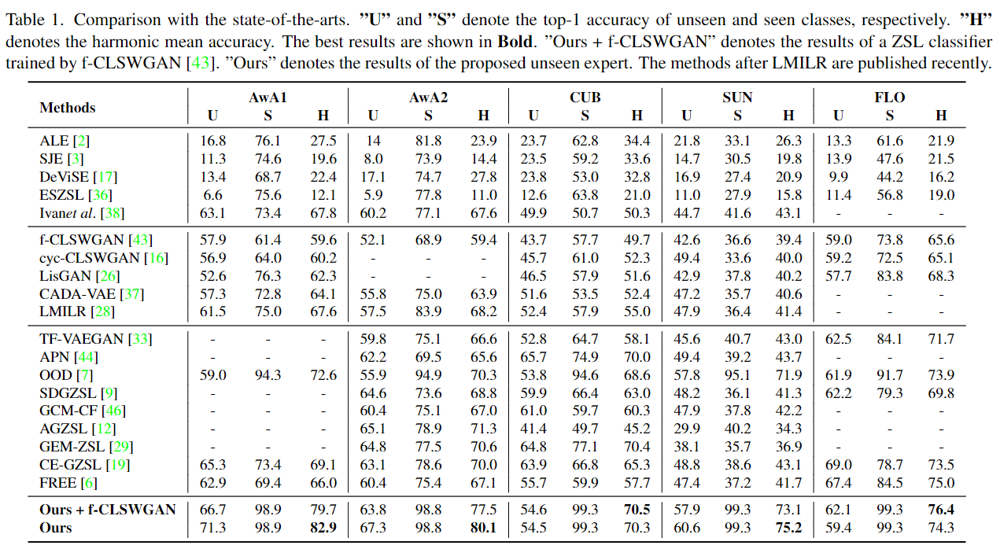 Table 1. Comparison with the state-of-the-arts. ”U” and ”S” denote the top-1 accuracy of unseen and seen classes, respectively. ”H”
denotes the harmonic mean accuracy. The best results are shown in Bold. ”Ours + f-CLSWGAN” denotes the results of a ZSL classifier
trained by f-CLSWGAN [43]. ”Ours” denotes the results of the proposed unseen expert. The methods after LMILR are published recently.
Methods AwA1 AwA2 CUB SUN FLO
U S H U S H U S H U S H U S H
ALE [2] 16.8 76.1 27.5 14 81.8 23.9 23.7 62.8 34.4 21.8 33.1 26.3 13.3 61.6 21.9
SJE [3] 11.3 74.6 19.6 8.0 73.9 14.4 23.5 59.2 33.6 14.7 30.5 19.8 13.9 47.6 21.5
DeViSE [17] 13.4 68.7 22.4 17.1 74.7 27.8 23.8 53.0 32.8 16.9 27.4 20.9 9.9 44.2 16.2
ESZSL [36] 6.6 75.6 12.1 5.9 77.8 11.0 12.6 63.8 21.0 11.0 27.9 15.8 11.4 56.8 19.0
Ivanet al. [38] 63.1 73.4 67.8 60.2 77.1 67.6 49.9 50.7 50.3 44.7 41.6 43.1 - - -
f-CLSWGAN [43] 57.9 61.4 59.6 52.1 68.9 59.4 43.7 57.7 49.7 42.6 36.6 39.4 59.0 73.8 65.6
cyc-CLSWGAN [16] 56.9 64.0 60.2 - - - 45.7 61.0 52.3 49.4 33.6 40.0 59.2 72.5 65.1
LisGAN [26] 52.6 76.3 62.3 - - - 46.5 57.9 51.6 42.9 37.8 40.2 57.7 83.8 68.3
CADA-VAE [37] 57.3 72.8 64.1 55.8 75.0 63.9 51.6 53.5 52.4 47.2 35.7 40.6 - - -
LMILR [28] 61.5 75.0 67.6 57.5 83.9 68.2 52.4 57.9 55.0 47.9 36.4 41.4 - - -
TF-VAEGAN [33] - - - 59.8 75.1 66.6 52.8 64.7 58.1 45.6 40.7 43.0 62.5 84.1 71.7
APN [44] - - - 62.2 69.5 65.6 65.7 74.9 70.0 49.4 39.2 43.7 - - -
OOD [7] 59.0 94.3 72.6 55.9 94.9 70.3 53.8 94.6 68.6 57.8 95.1 71.9 61.9 91.7 73.9
SDGZSL [9] - - - 64.6 73.6 68.8 59.9 66.4 63.0 48.2 36.1 41.3 62.2 79.3 69.8
GCM-CF [46] - - - 60.4 75.1 67.0 61.0 59.7 60.3 47.9 37.8 42.2 - - -
AGZSL [12] - - - 65.1 78.9 71.3 41.4 49.7 45.2 29.9 40.2 34.3 - - -
GEM-ZSL [29] - - - 64.8 77.5 70.6 64.8 77.1 70.4 38.1 35.7 36.9 - - -
CE-GZSL [19] 65.3 73.4 69.1 63.1 78.6 70.0 63.9 66.8 65.3 48.8 38.6 43.1 69.0 78.7 73.5
FREE [6] 62.9 69.4 66.0 60.4 75.4 67.1 55.7 59.9 57.7 47.4 37.2 41.7 67.4 84.5 75.0
Ours + f-CLSWGAN 66.7 98.9 79.7 63.8 98.8 77.5 54.6 99.3 70.5 57.9 99.3 73.1 62.1 99.3 76.4
Ours 71.3 98.9 82.9 67.3 98.8 80.1 54.5 99.3 70.3 60.6 99.3 75.2 59.4 99.3 74.3